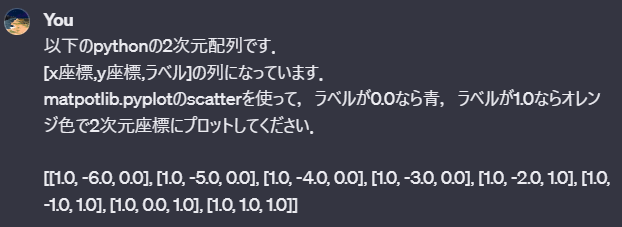 You
以下のpythonの2次元配列です．
[x座標,y座標,ラベル]の列になっています．
matpotlib.pyplotのscatterを使って，ラベルが0.0なら青，ラベルが1.0ならオレン
ジ色で2次元座標にプロットしてください．
[[1.0, -6.0, 0.0], [1.0, -5.0, 0.0], [1.0, -4.0, 0.0], [1.0, -3.0, 0.0], [1.0, -2.0, 1.0], [1.0,
-1.0, 1.0], [1.0, 0.0, 1.0], [1.0, 1.0, 1.0]]